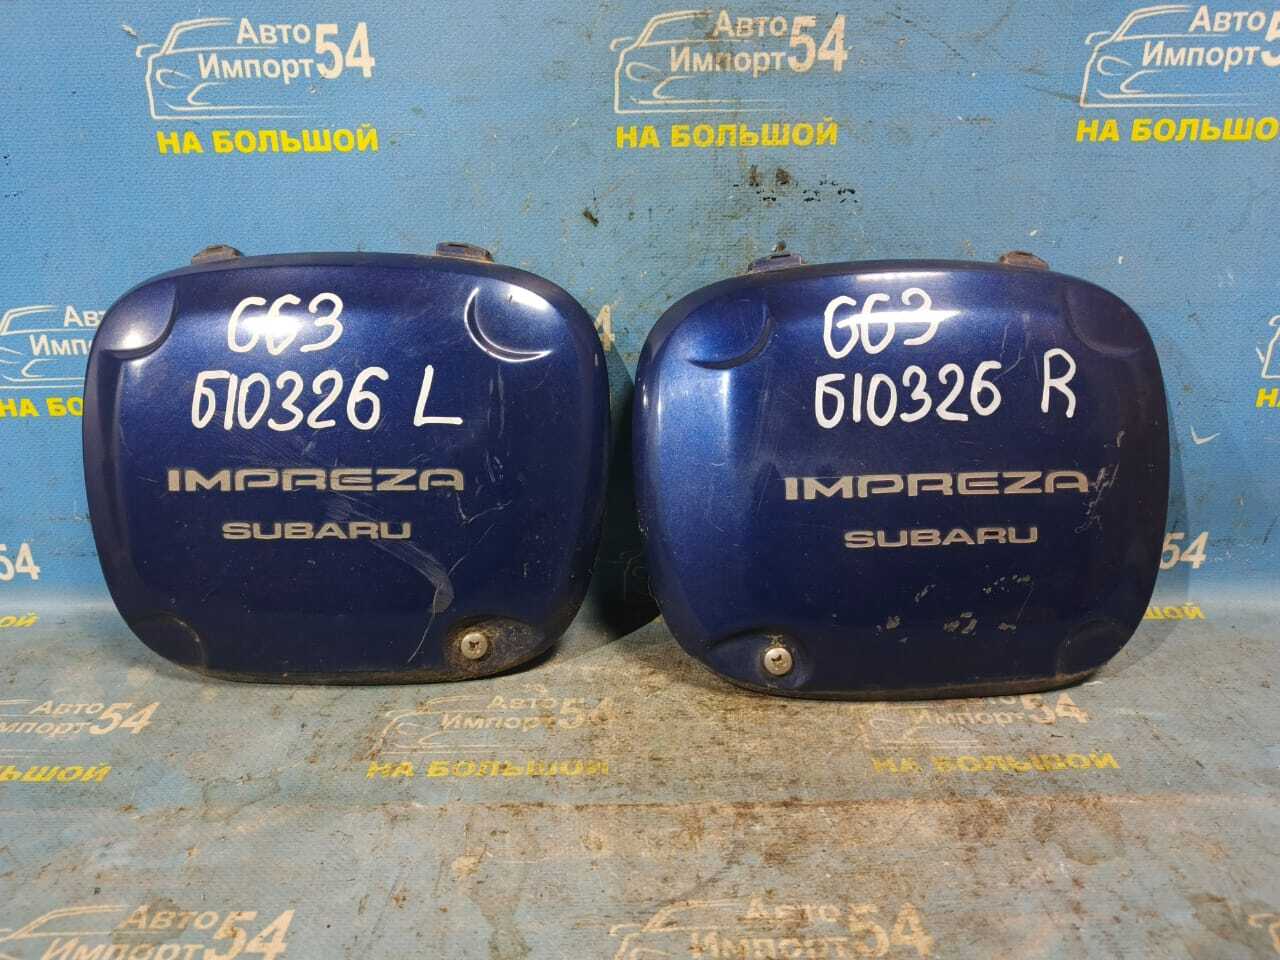 Авто
Импорт 54
НА БОЛЬШОЙ
Авто
Импорт 54
НА БОЛЬШОЙ
Авто
Импорт 54
НА БОЛЬШО
GG3
Б10326 L
IMPREZA
SUBARU
GG3
Б10326 R
IMPREZA
SUBARU
Авто
Импорт 54
БОЛЬШОЙ
Авто
Импорт 54
НА БОЛЬШОЙ
Авто
Импорт 54
НА БОЛЬШОЙ
Авто
Импорт 54
Авто
Импорт 54